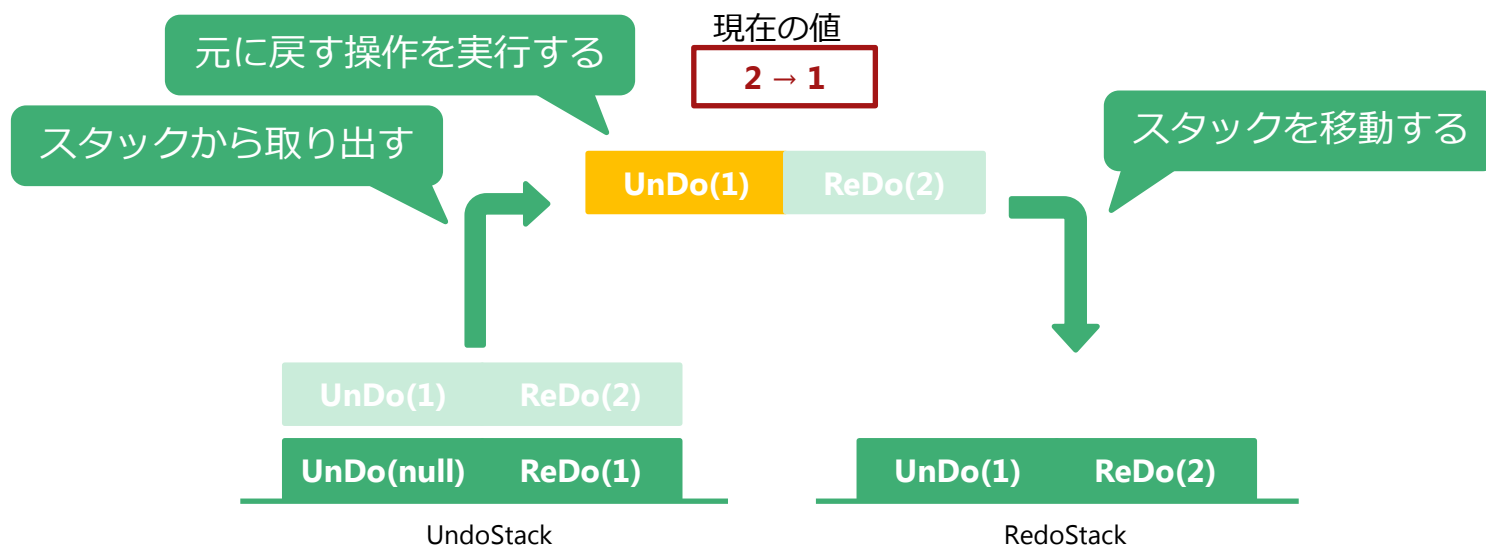 現在の値
元に戻す操作を実行する
2 → 1
スタックから取り出す
スタックを移動する
UnDo(1) ReDo(2)
UnDo(1) ReDo(2)
UnDo(null) ReDo(1)
UnDo(1) ReDo(2)
UndoStack
RedoStack